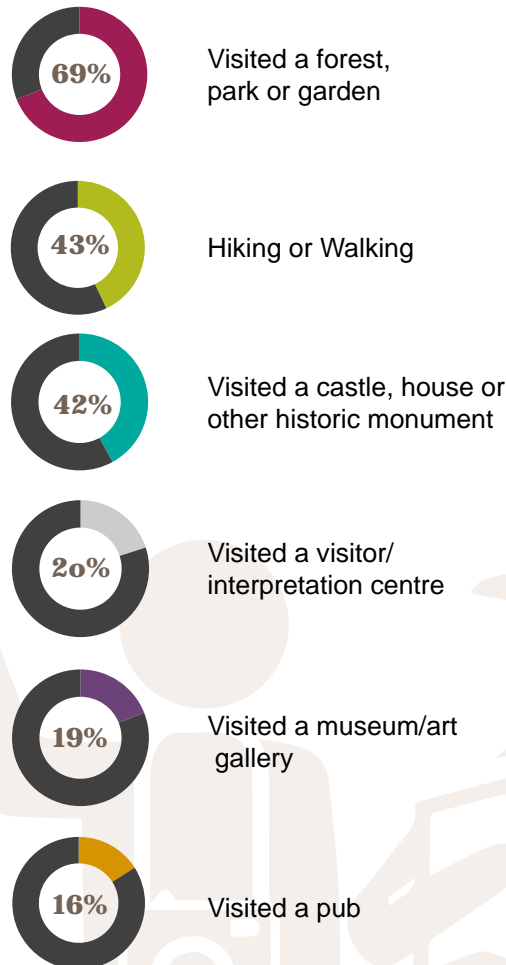 69%
Visited a forest,
park or garden
43%
Hiking or Walking
42%
Visited a castle, house or
other historic monument
20%
Visited a visitor/
interpretation centre
19%
Visited a museum/art
gallery
16%
Visited a pub